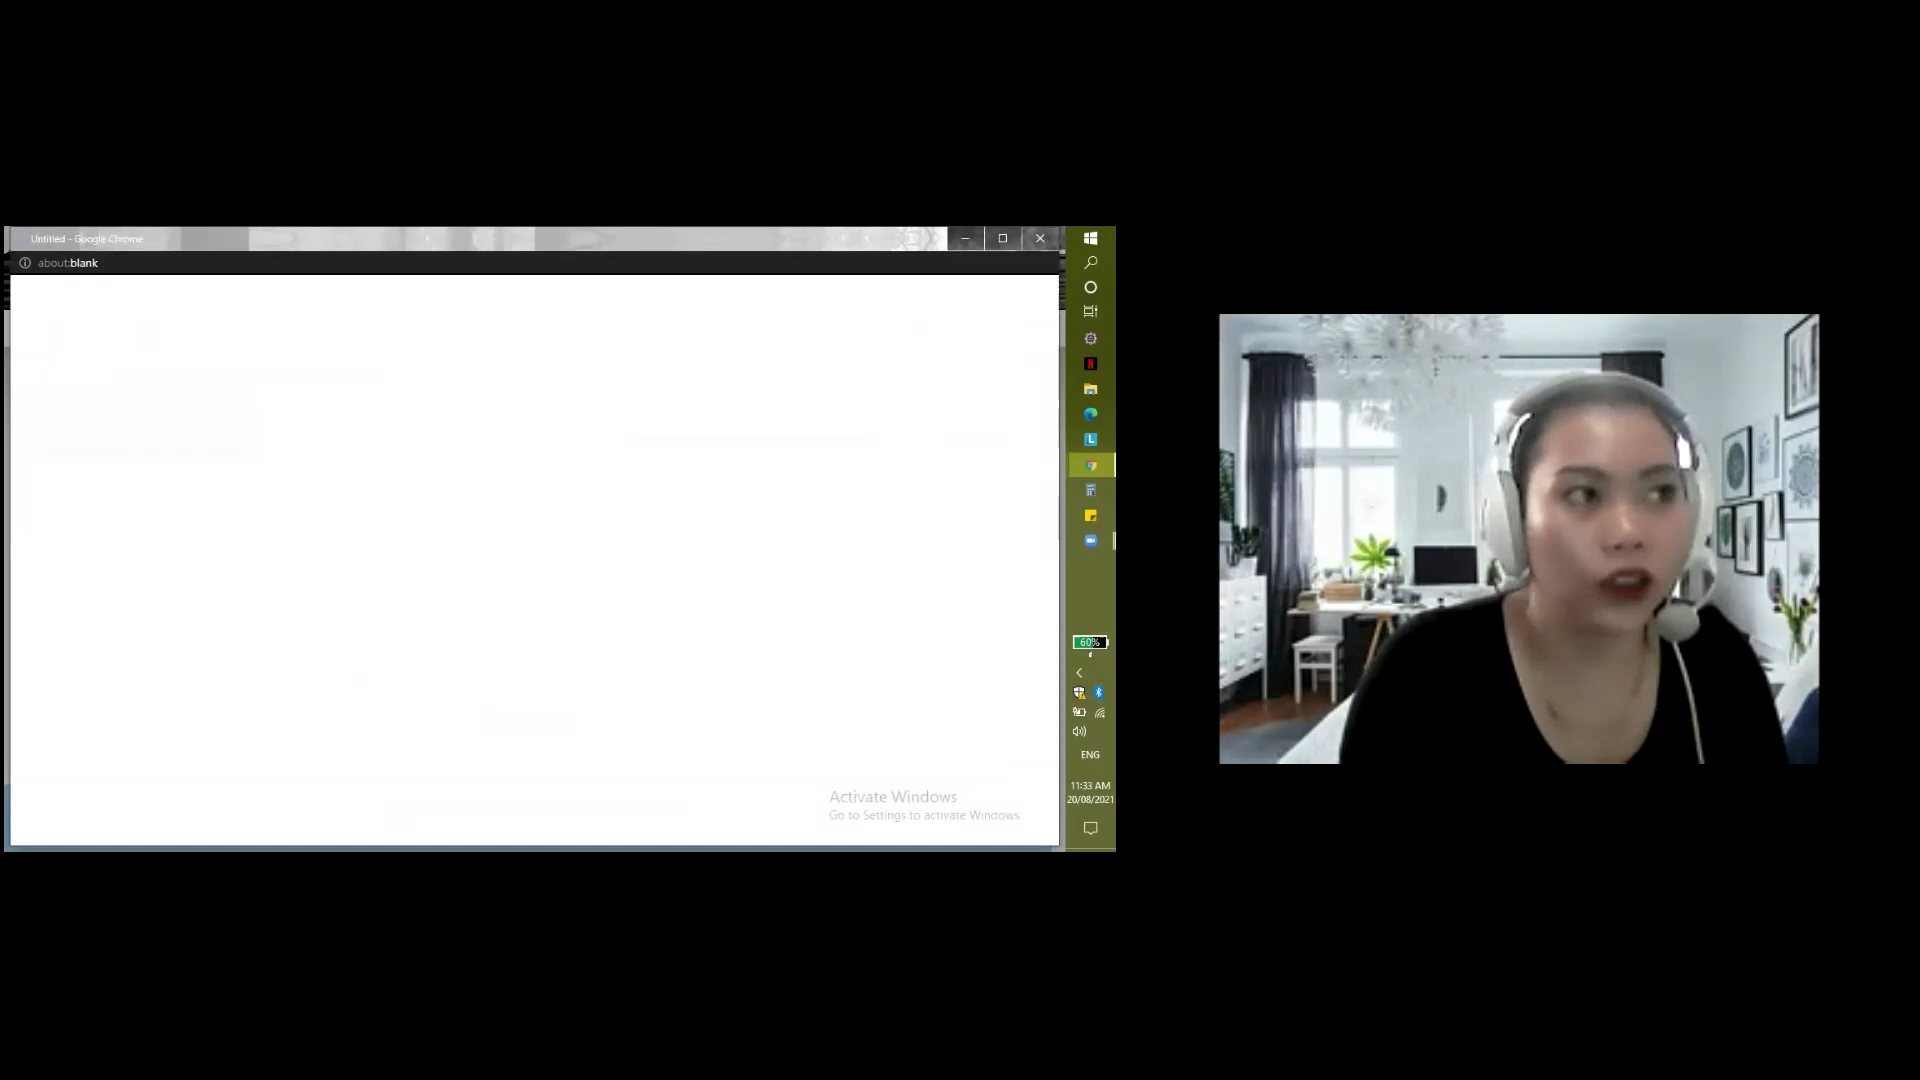 Untitled - Google Chrome
about:blank
60%
ENG
11:33 AM
20/08/2021
Activate Windows
Go to Settings to activate Windows.